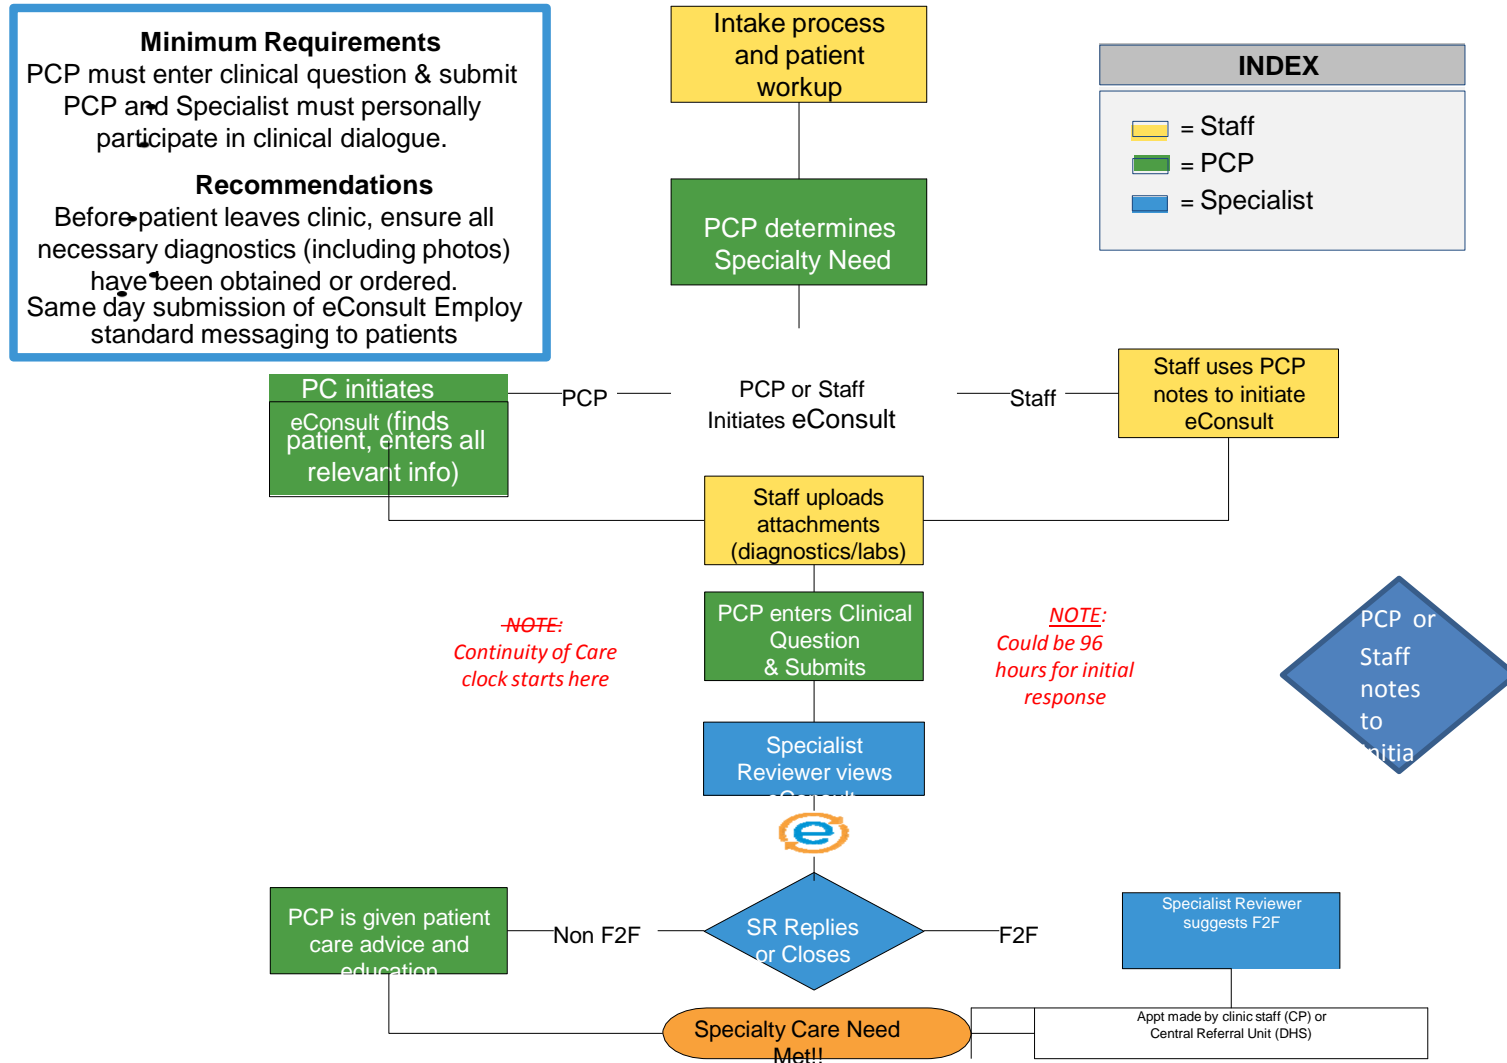 Minimum Requirements
PCP must enter clinical question & submit
PCP and Specialist must personally
participate in clinical dialogue.
Recommendations
Before patient leaves clinic, ensure all
necessary diagnostics (including photos)
have been obtained or ordered.
Same day submission of eConsult Employ
standard messaging to patients
Intake process
and patient
workup
INDEX
= Staff
= PCP
= Specialist
PCP determines
Specialty Need
PC initiates
eConsult (finds
patient, enters all
relevant info)
PCP
PCP or Staff
Initiates eConsult
Staff
Staff uses PCP
notes to initiate
eConsult
Staff uploads
attachments
(diagnostics/labs)
NOTE:
Continuity of Care
clock starts here
PCP enters Clinical
Question
& Submits
NOTE:
Could be 96
hours for initial
response
PCP or
Staff
notes
to
initia
Specialist
Reviewer views
eConsult
e
PCP is given patient
care advice and
education
Non F2F
SR Replies
or Closes
F2F
Specialist Reviewer
suggests F2F
Specialty Care Need
Met!!
Appt made by clinic staff (CP) or
Central Referral Unit (DHS)